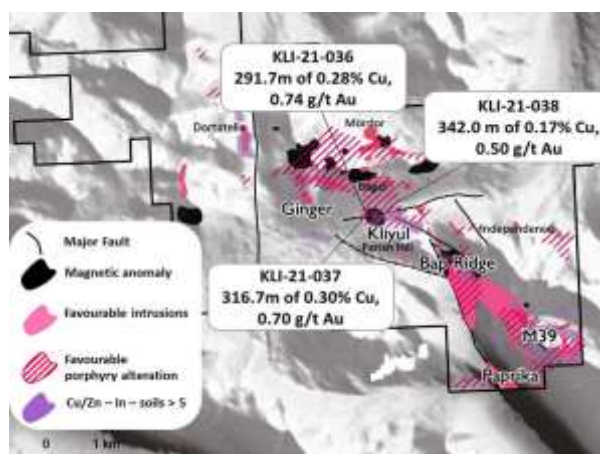 KLI-21-036
291.7m of 0.28% Cu,
0.74 g/t Au
KLI-21-038
342.0 m of 0.17% Cu,
0.50 g/t Au
Mordor
Dortatelle
Ginger
Kliyul
Independence
Bap Ridge
KLI-21-037
316.7m of 0.30% Cu,
0.70 g/t Au
M39
Paprika
Major Fault
Magnetic anomaly
Favourable intrusions
Favourable
porphyry alteration
Cu/Zn – in – soils > 5
0 1 km